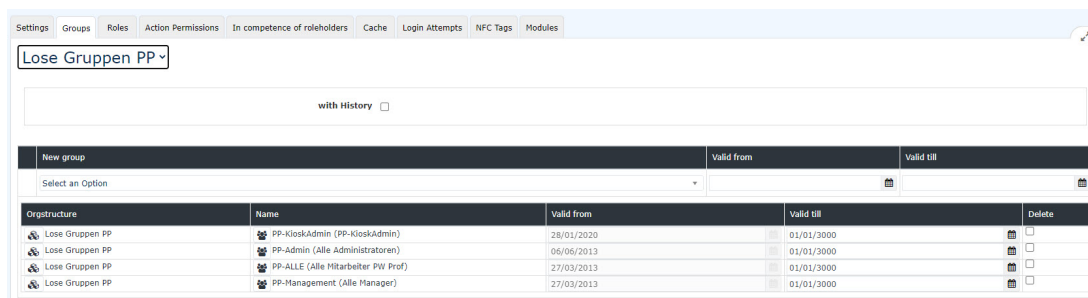 Settings Groups Roles Action Permissions In competence of roleholders Cache Login Attempts NFC Tags Modules
Lose Gruppen PP
with History
New group Valid from Valid till
Select an Option
Orgstructure Name Valid from Valid till Delete
Lose Gruppen PP PP-KioskAdmin (PP-KioskAdmin) 28/01/2020 01/01/3000
Lose Gruppen PP PP-Admin (Alle Administratoren) 06/06/2013 01/01/3000
Lose Gruppen PP PP-ALLE (Alle Mitarbeiter PW Prof) 27/03/2013 01/01/3000
Lose Gruppen PP PP-Management (Alle Manager) 27/03/2013 01/01/3000